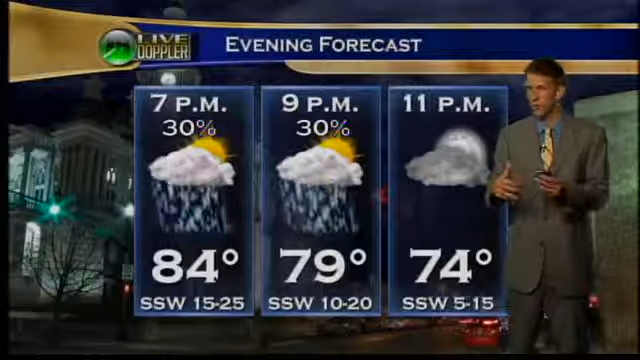 LIVE
DOPPLER
EVENING FORECAST
7 P.M.
30%
84°
SSW 15-25
9 P.M.
30%
79°
SSW 10-20
11 P.M.
74°
SSW 5-15